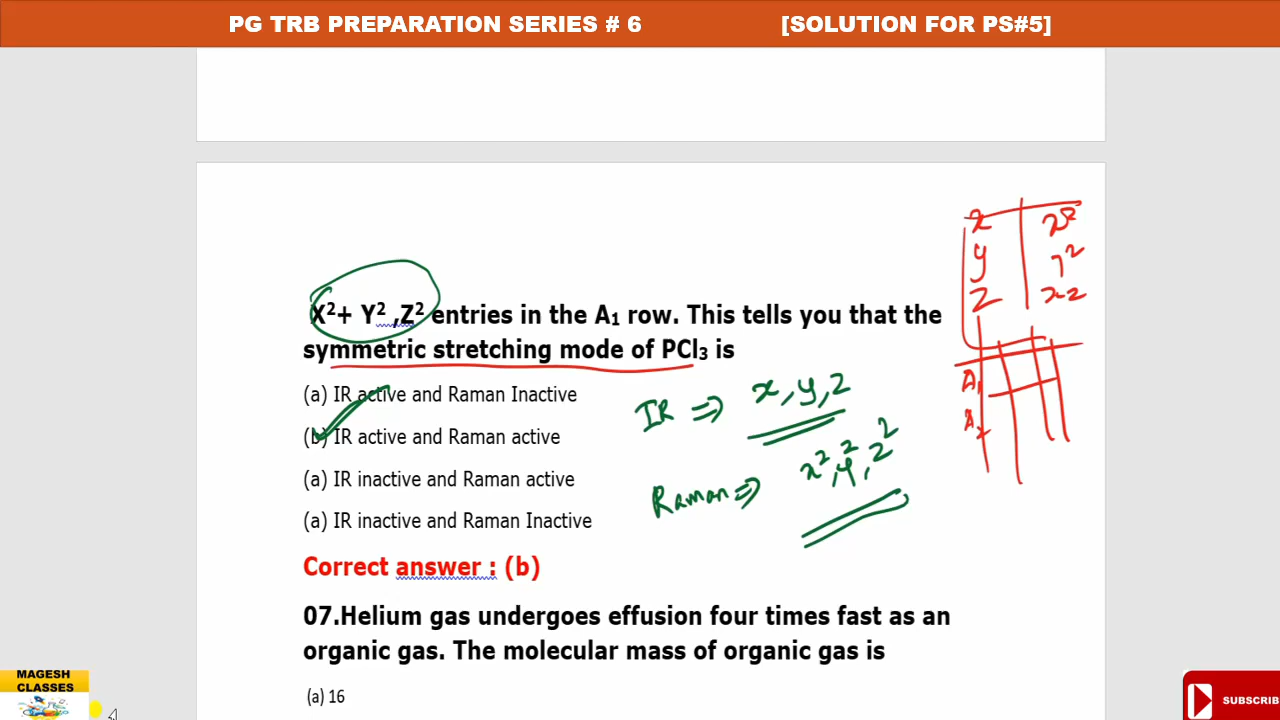 PG TRB PREPARATION SERIES # 6 [SOLUTION FOR PS#5]
X²+ Y² ,Z² entries in the A₁ row. This tells you that the
symmetric stretching mode of PCl₃ is
(a) IR active and Raman Inactive
(b) IR active and Raman active
(a) IR inactive and Raman active
(a) IR inactive and Raman Inactive
Correct answer : (b)
07.Helium gas undergoes effusion four times fast as an
organic gas. The molecular mass of organic gas is
(a) 16
IR ⇒ x, y, z
Raman ⇒ x², y², z²
x
y
z
A₁
A₂
MAGESH
CLASSES
SUBSCRIB